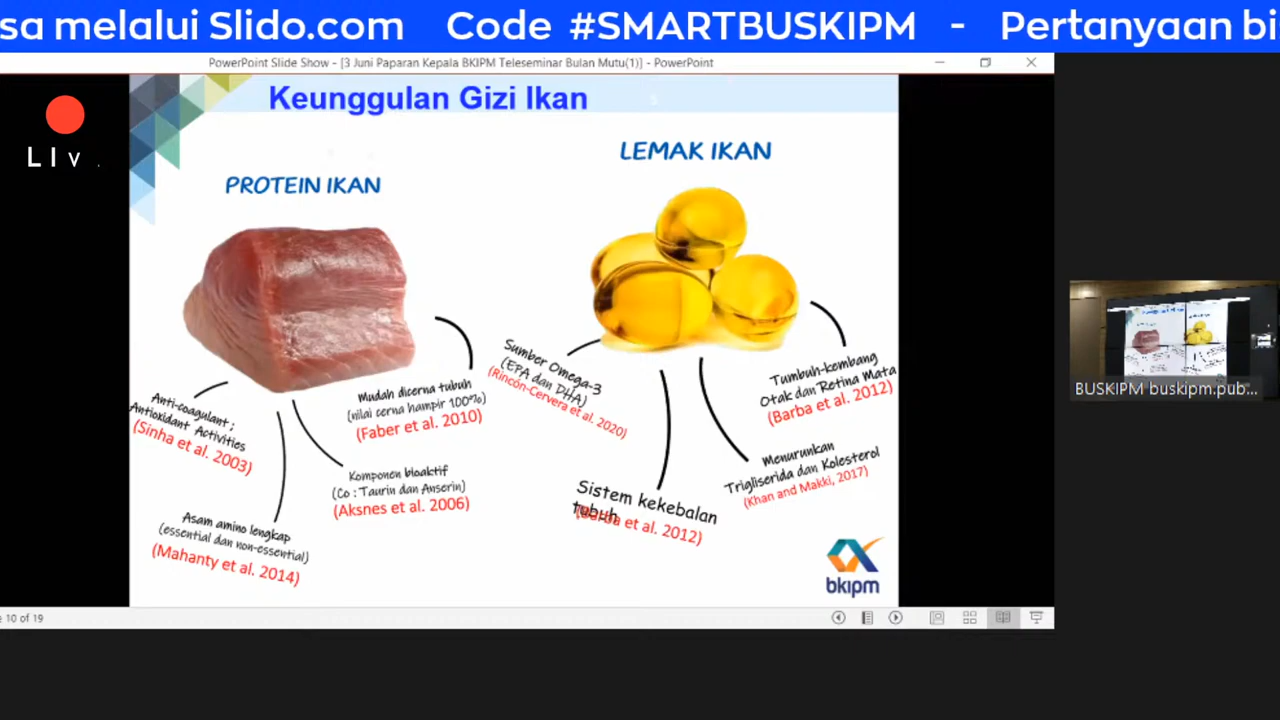 sa melalui Slido.com Code #SMARTBUSKIPM - Pertanyaan bi
PowerPoint Slide Show - [3 Juni Paparan Kepala BKIPM Teleseminar Bulan Mutu(1)] - PowerPoint
Keunggulan Gizi Ikan
LIv.
PROTEIN IKAN
LEMAK IKAN
Anti-coagulant ;
Antioxidant Activities
(Sinha et al. 2003)
Asam amino lengkap
(essential dan non-essential)
(Mahanty et al. 2014)
Komponen bioaktif
(Co : Taurin dan Anserin)
(Aksnes et al. 2006)
Mudah dicerna tubuh
(nilai cerna hampir 100%)
(Faber et al. 2010)
Sumber Omega-3
(EPA dan DHA)
(Rincón-Cervera et al. 2020)
Sistem kekebalan
tubuh
(Barba et al. 2012)
Menurunkan
Trigliserida dan Kolesterol
(Khan and Makki, 2017)
Tumbuh-kembang
Otak dan Retina Mata
(Barba et al. 2012)
bkipm
BUSKIPM buskipm.pub...
10 of 19